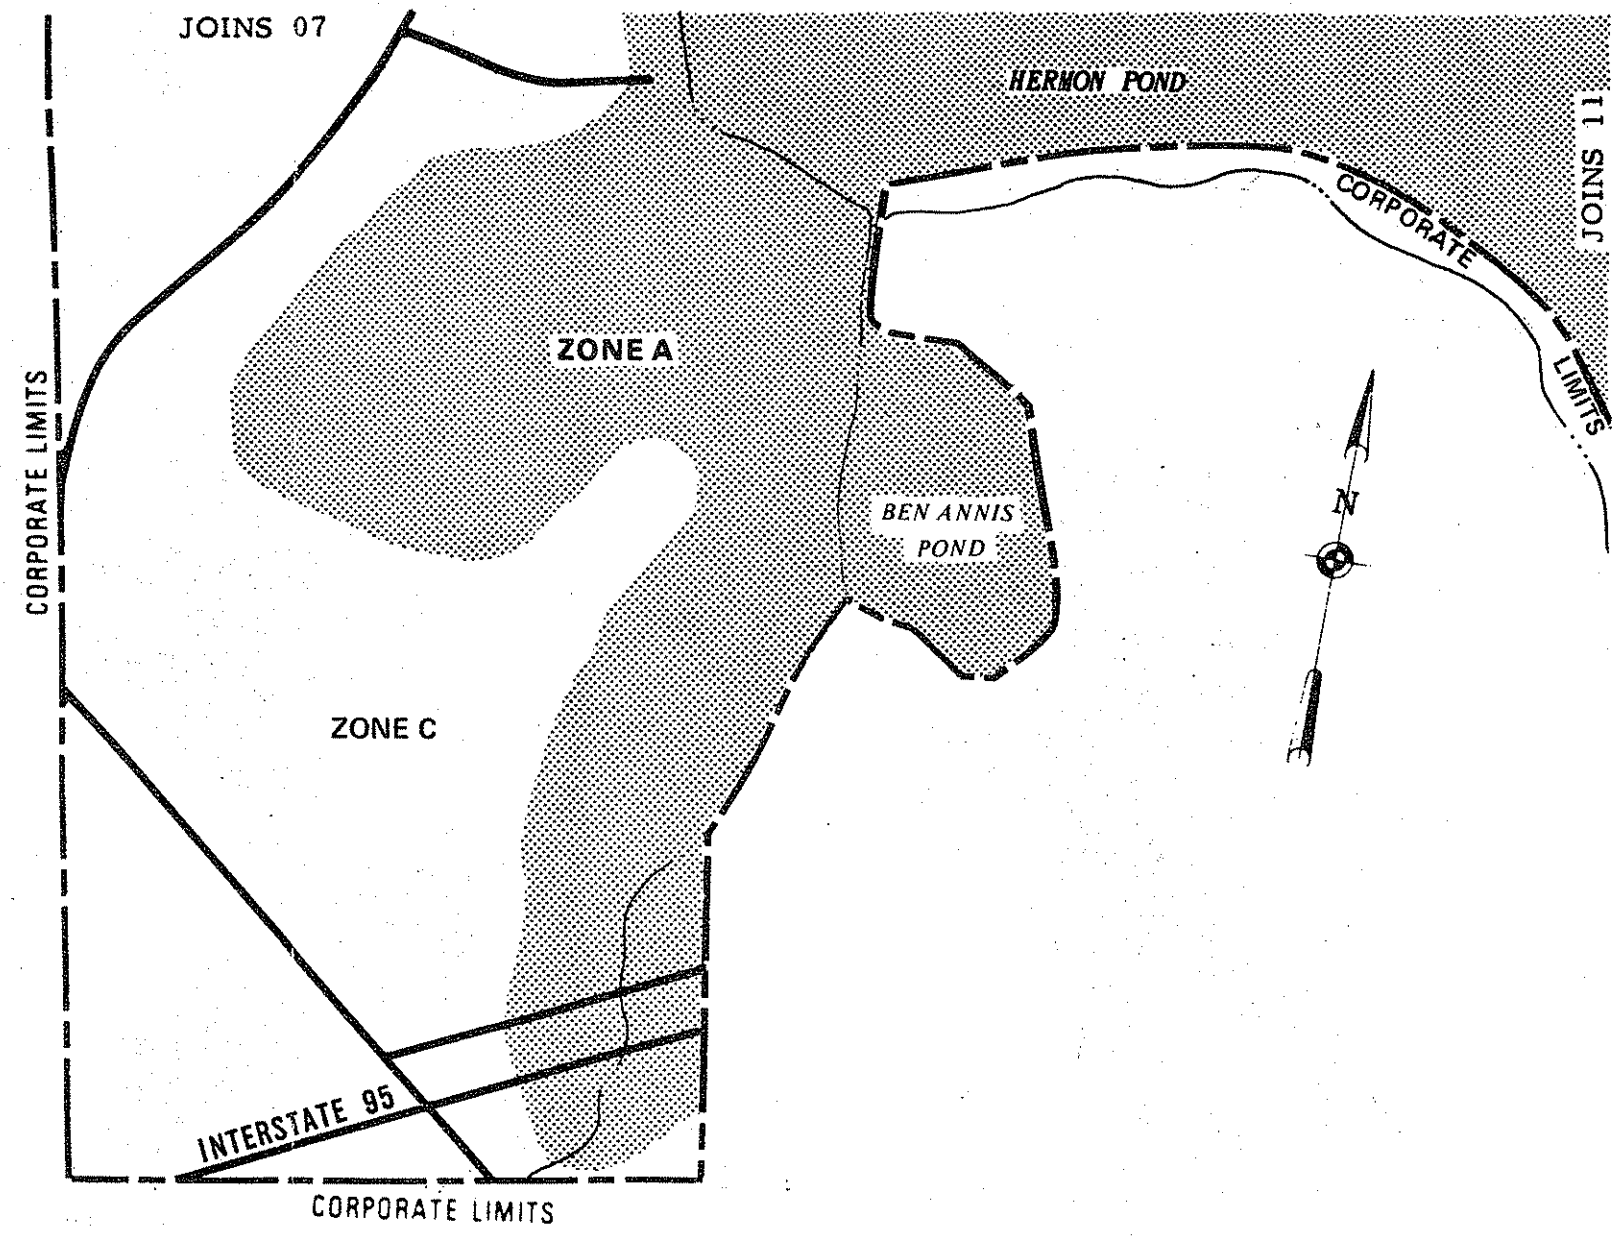 JOINS 07
HERMON POND
JOINS 11
CORPORATE
LIMITS
ZONE A
CORPORATE LIMITS
BEN ANNIS
POND
N
ZONE C
INTERSTATE 95
CORPORATE LIMITS